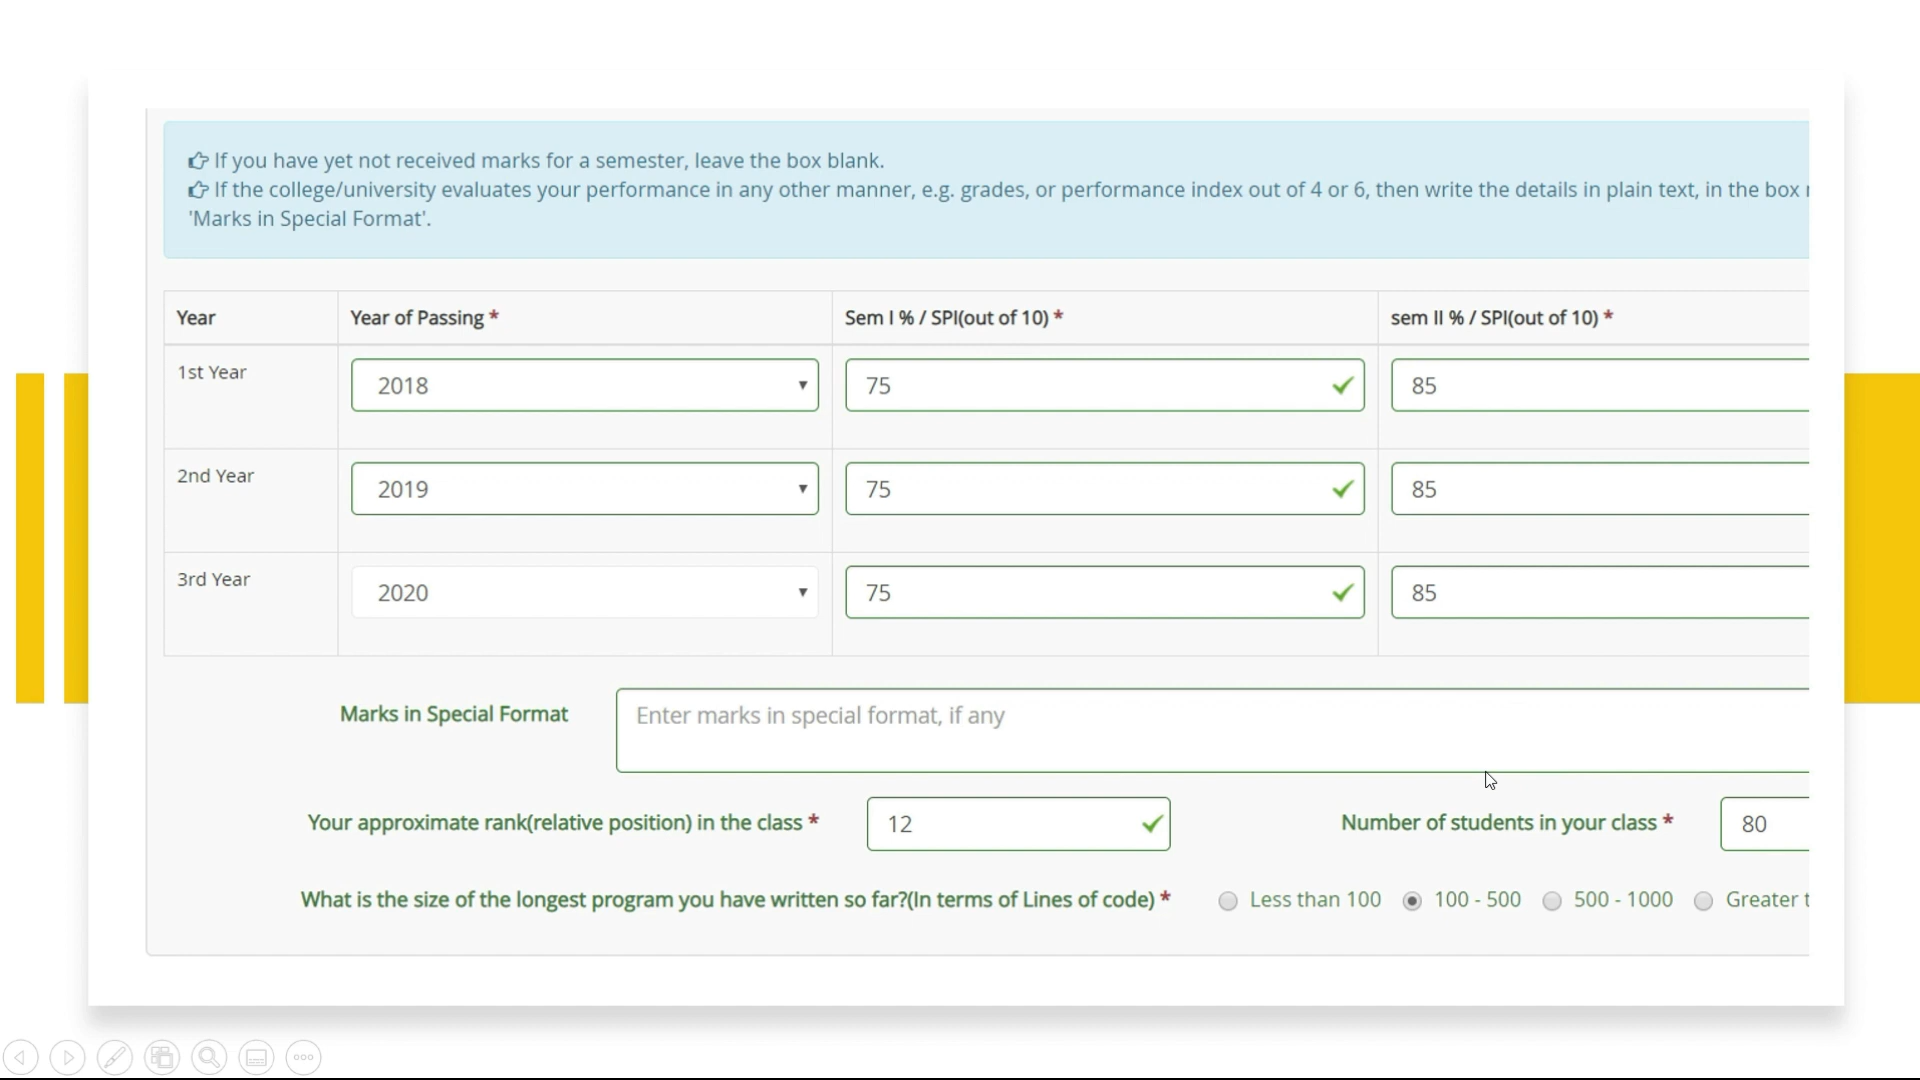 If you have yet not received marks for a semester, leave the box blank.
If the college/university evaluates your performance in any other manner, e.g. grades, or performance index out of 4 or 6, then write the details in plain text, in the box
'Marks in Special Format'.
Year Year of Passing * Sem I % / SPI(out of 10) * sem II % / SPI(out of 10) *
1st Year 2018 75 85
2nd Year 2019 75 85
3rd Year 2020 75 85
Marks in Special Format Enter marks in special format, if any
Your approximate rank(relative position) in the class * 12 Number of students in your class * 80
What is the size of the longest program you have written so far?(In terms of Lines of code) * Less than 100 100 - 500 500 - 1000 Greater